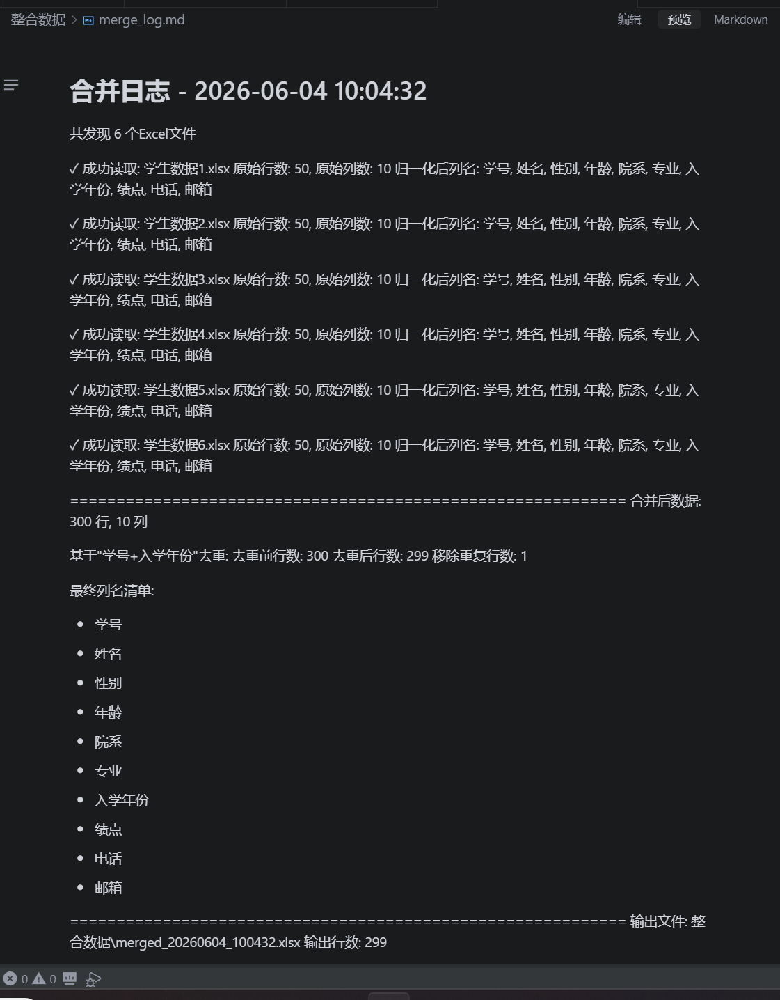 整合数据 > merge_log.md
编辑 预览 Markdown
合并日志 - 2026-06-04 10:04:32
共发现 6 个Excel文件
✓ 成功读取: 学生数据1.xlsx 原始行数: 50, 原始列数: 10 归一化后列名: 学号, 姓名, 性别, 年龄, 院系, 专业, 入
学年份, 绩点, 电话, 邮箱
✓ 成功读取: 学生数据2.xlsx 原始行数: 50, 原始列数: 10 归一化后列名: 学号, 姓名, 性别, 年龄, 院系, 专业, 入
学年份, 绩点, 电话, 邮箱
✓ 成功读取: 学生数据3.xlsx 原始行数: 50, 原始列数: 10 归一化后列名: 学号, 姓名, 性别, 年龄, 院系, 专业, 入
学年份, 绩点, 电话, 邮箱
✓ 成功读取: 学生数据4.xlsx 原始行数: 50, 原始列数: 10 归一化后列名: 学号, 姓名, 性别, 年龄, 院系, 专业, 入
学年份, 绩点, 电话, 邮箱
✓ 成功读取: 学生数据5.xlsx 原始行数: 50, 原始列数: 10 归一化后列名: 学号, 姓名, 性别, 年龄, 院系, 专业, 入
学年份, 绩点, 电话, 邮箱
✓ 成功读取: 学生数据6.xlsx 原始行数: 50, 原始列数: 10 归一化后列名: 学号, 姓名, 性别, 年龄, 院系, 专业, 入
学年份, 绩点, 电话, 邮箱
============================================================ 合并后数据:
300 行, 10 列
基于"学号+入学年份"去重: 去重前行数: 300 去重后行数: 299 移除重复行数: 1
最终列名清单:
• 学号
• 姓名
• 性别
• 年龄
• 院系
• 专业
• 入学年份
• 绩点
• 电话
• 邮箱
============================================================ 输出文件: 整
合数据\merged_20260604_100432.xlsx 输出行数: 299
0 0